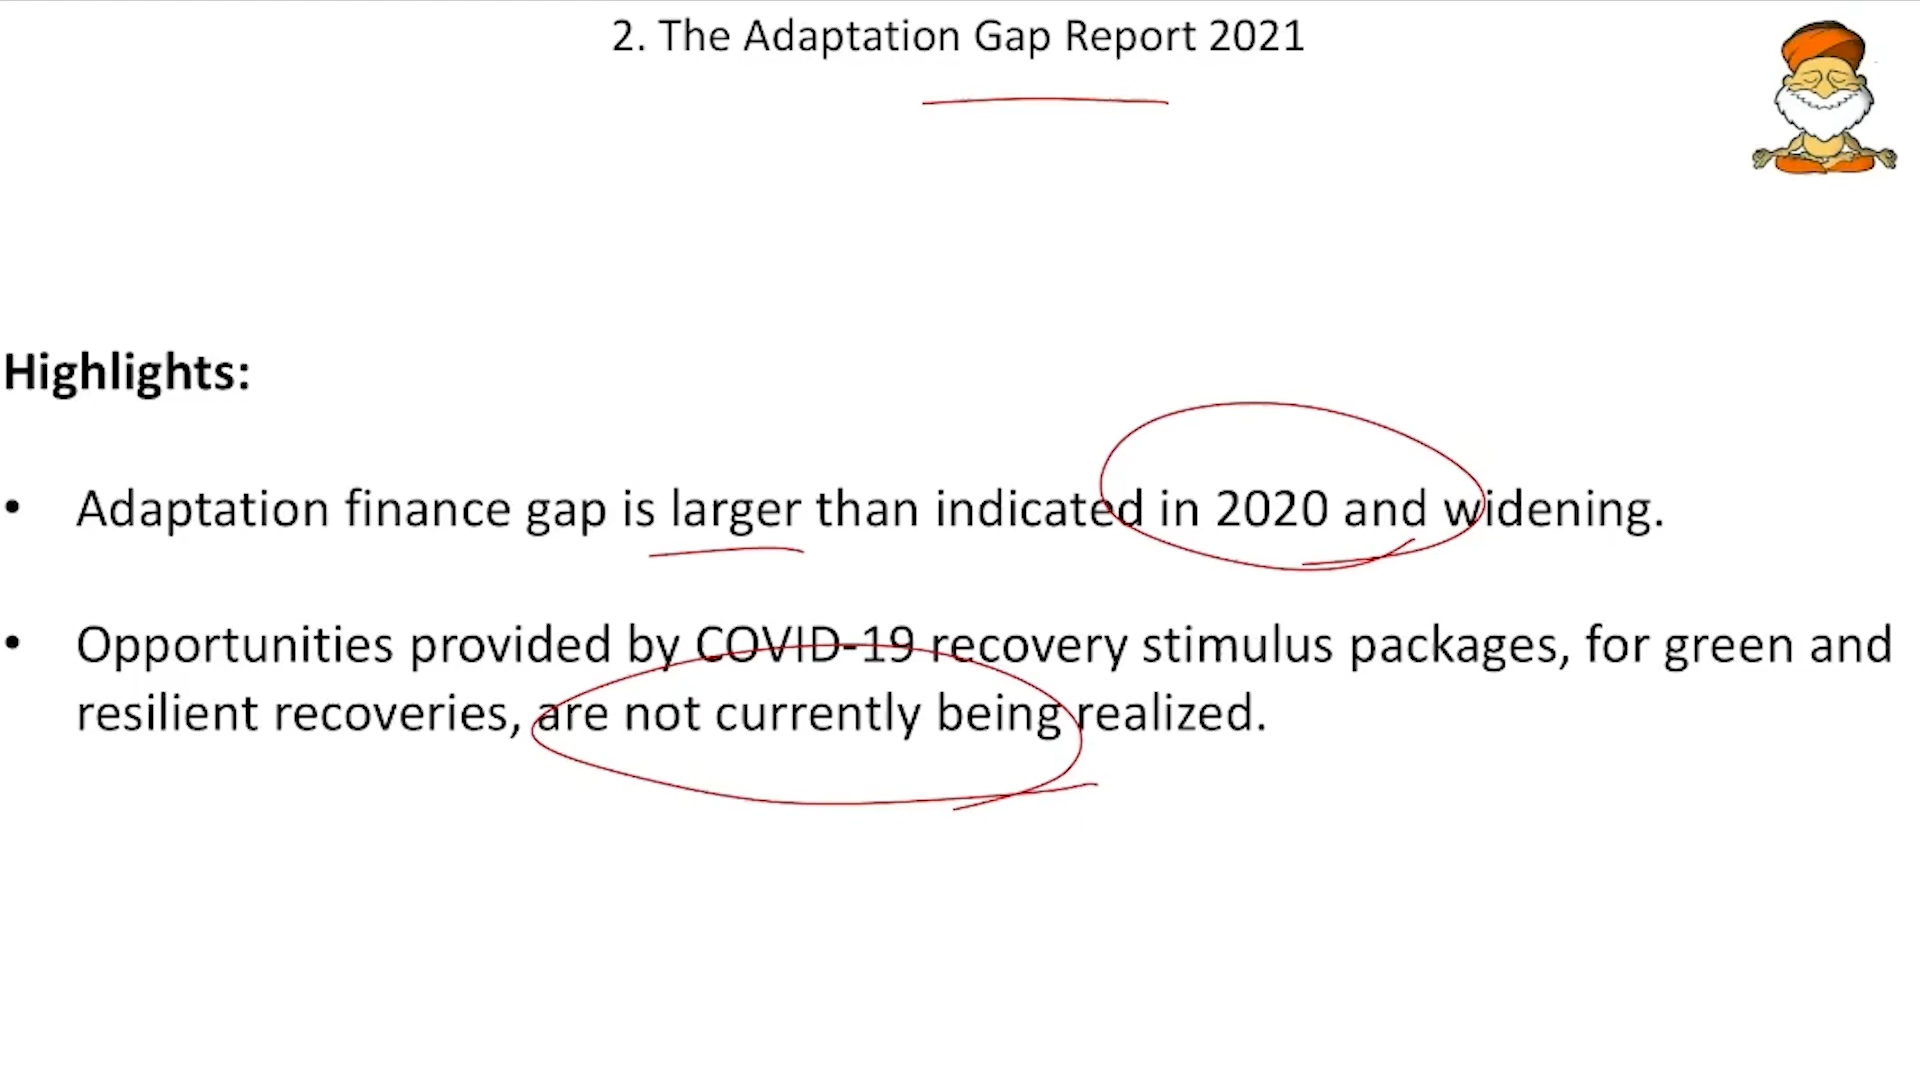 2. The Adaptation Gap Report 2021
Highlights:
• Adaptation finance gap is larger than indicated in 2020 and widening.
• Opportunities provided by COVID-19 recovery stimulus packages, for green and
resilient recoveries, are not currently being realized.